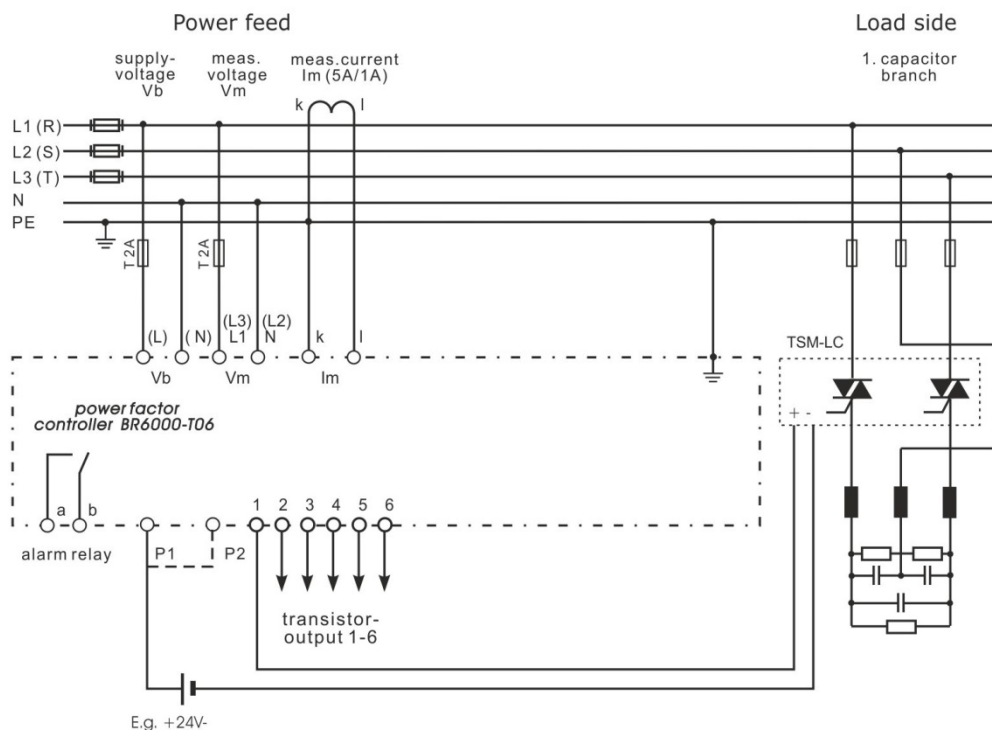 Power feed
Load side
supply-
voltage
Vb
meas.
voltage
Vm
meas.current
Im (5A/1A)
1. capacitor
branch
k
l
L1 (R)
L2 (S)
L3 (T)
N
PE
T2A
T2A
(L)
(N)
(L3)
L1
(L2)
N
k
l
Vb
Vm
Im
TSM-LC
+ -
power factor
controller BR6000-T06
a
b
alarm relay
P1
P2
1 2 3 4 5 6
transistor-
output 1-6
E.g. +24V-